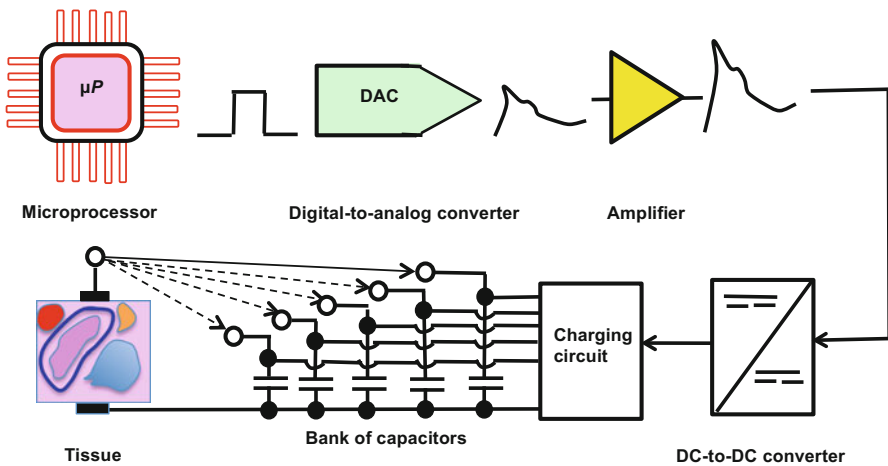 µP
DAC
Microprocessor
Digital-to-analog converter
Amplifier
Charging
circuit
Bank of capacitors
Tissue
DC-to-DC converter